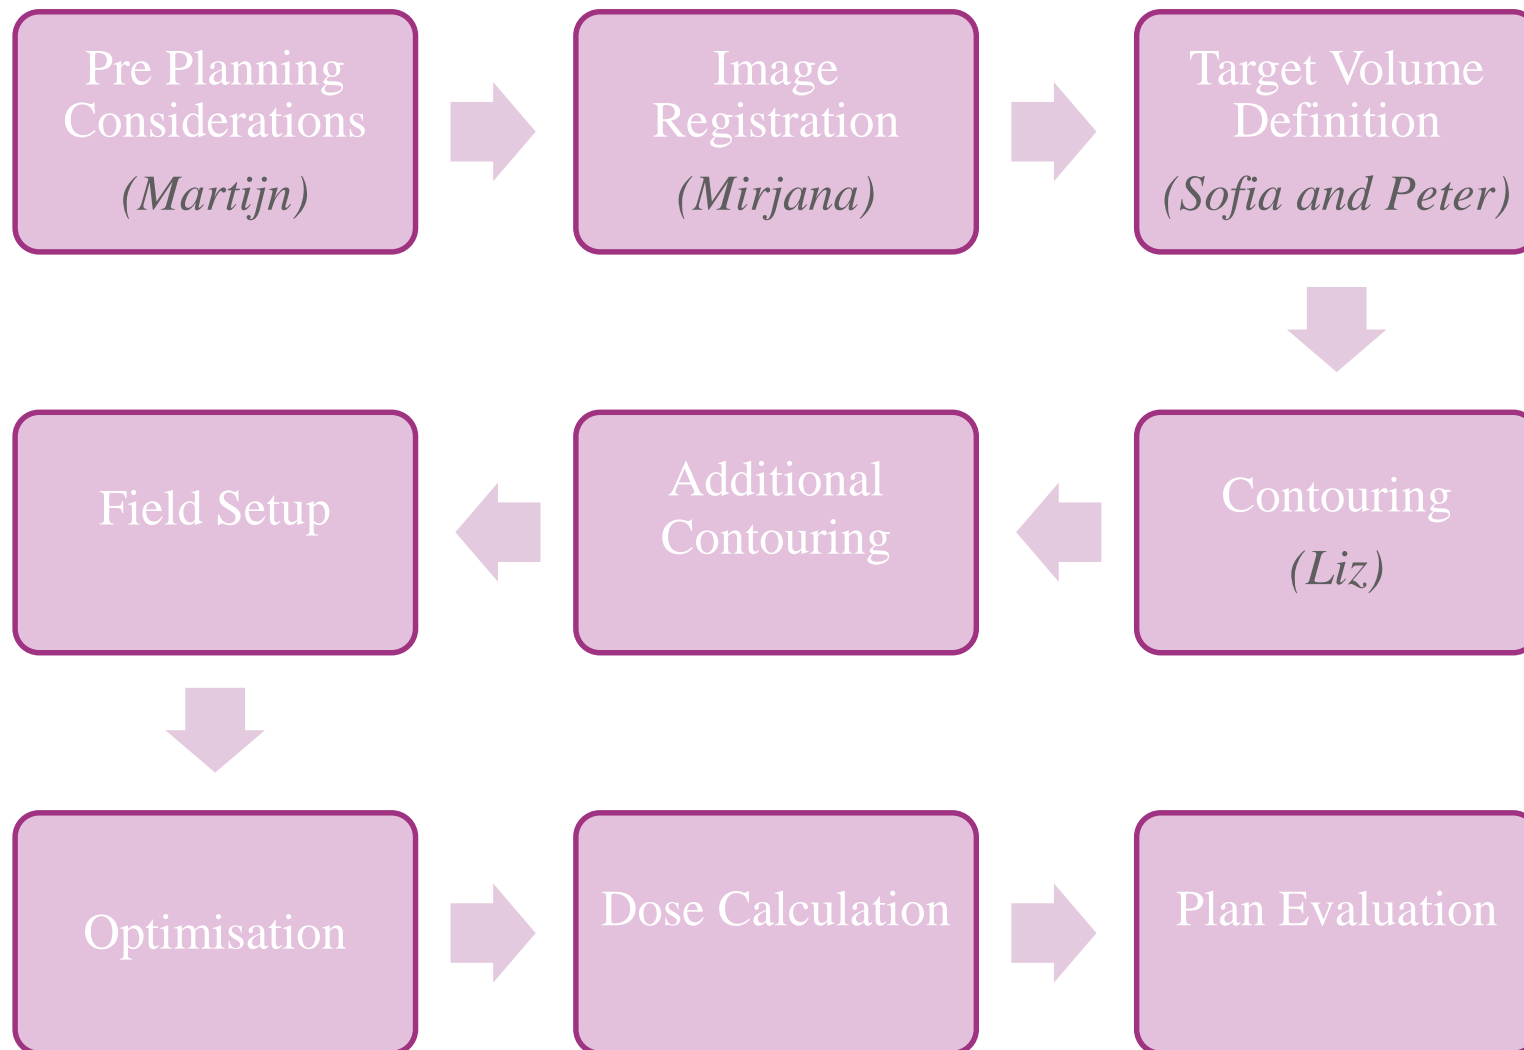 Pre Planning
Considerations
(Martijn)
Image
Registration
(Mirjana)
Target Volume
Definition
(Sofia and Peter)
Contouring
(Liz)
Additional
Contouring
Field Setup
Optimisation
Dose Calculation
Plan Evaluation